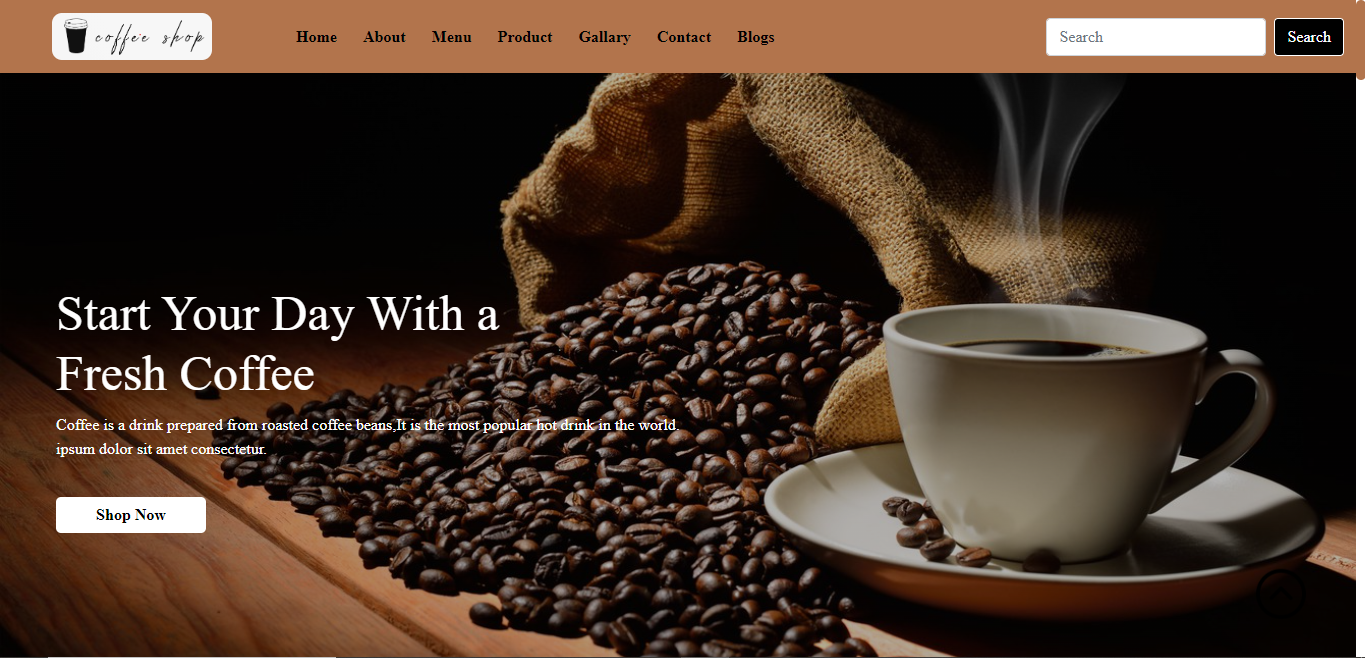 coffee shop
Home About Menu Product Gallary Contact Blogs
Search Search
Start Your Day With a
Fresh Coffee
Coffee is a drink prepared from roasted coffee beans,It is the most popular hot drink in the world.
ipsum dolor sit amet consectetur.
Shop Now